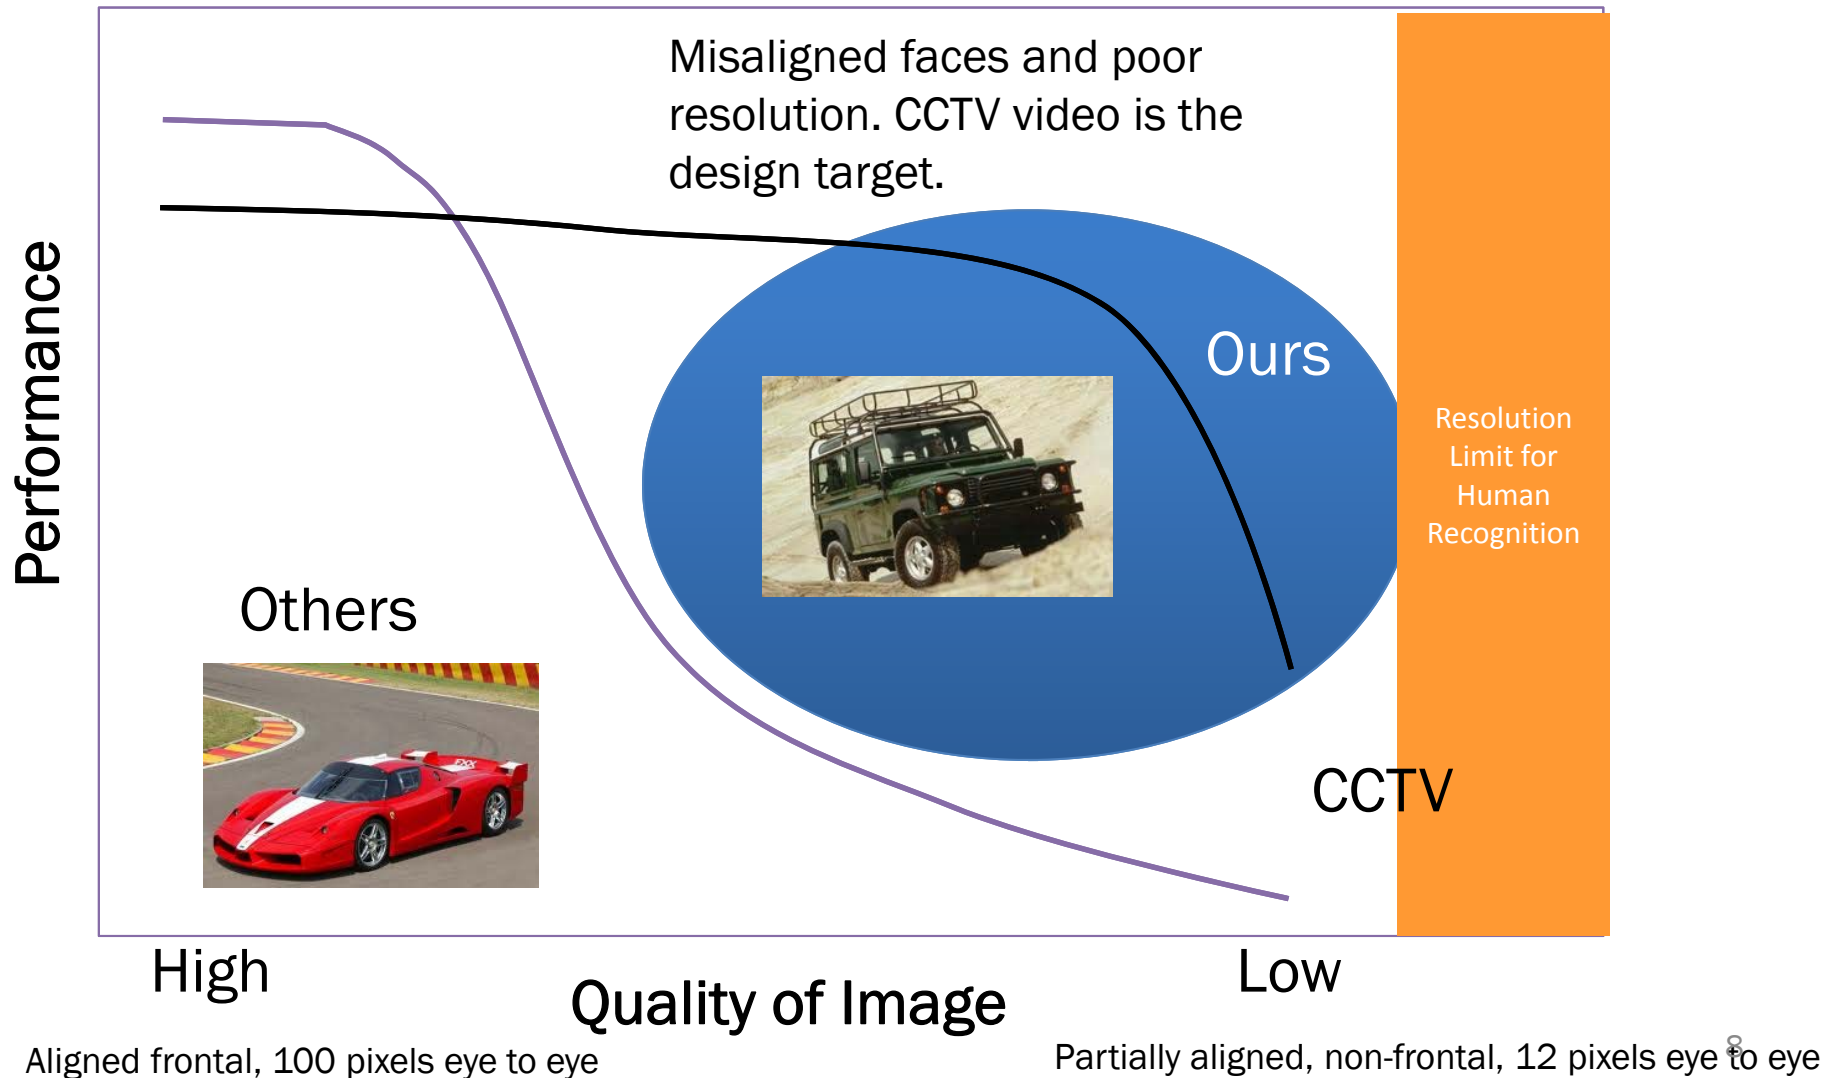 Misaligned faces and poor
resolution. CCTV video is the
design target.
Performance
Ours
Resolution
Limit for
Human
Recognition
Others
FXX
CCTV
High
Low
Quality of Image
Aligned frontal, 100 pixels eye to eye
Partially aligned, non-frontal, 12 pixels eye to eye
8